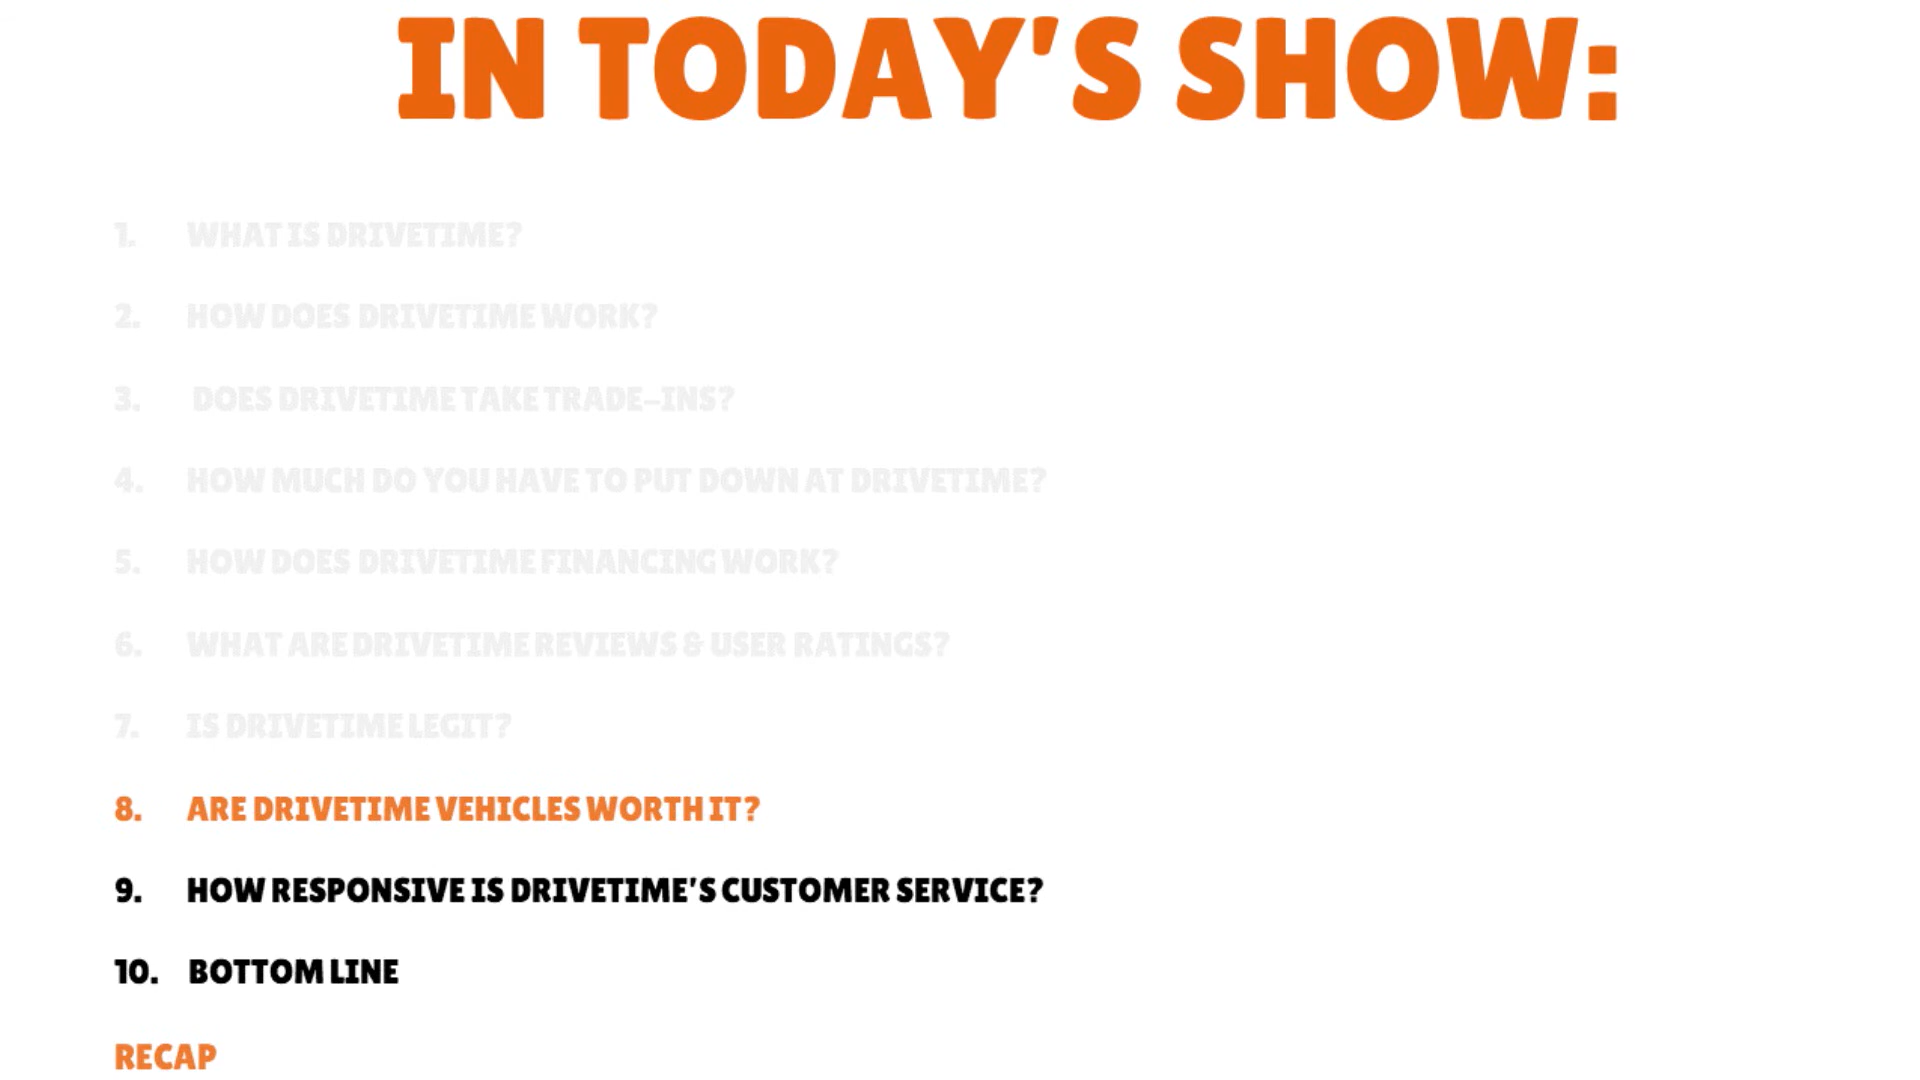 IN TODAY'S SHOW:
1. WHAT IS DRIVETIME?
2. HOW DOES DRIVETIME WORK?
3. DOES DRIVETIME TAKE TRADE-INS?
4. HOW MUCH DO YOU HAVE TO PUT DOWN AT DRIVETIME?
5. HOW DOES DRIVETIME FINANCING WORK?
6. WHAT ARE DRIVETIME REVIEWS & USER RATINGS?
7. IS DRIVETIME LEGIT?
8. ARE DRIVETIME VEHICLES WORTH IT?
9. HOW RESPONSIVE IS DRIVETIME'S CUSTOMER SERVICE?
10. BOTTOM LINE
RECAP